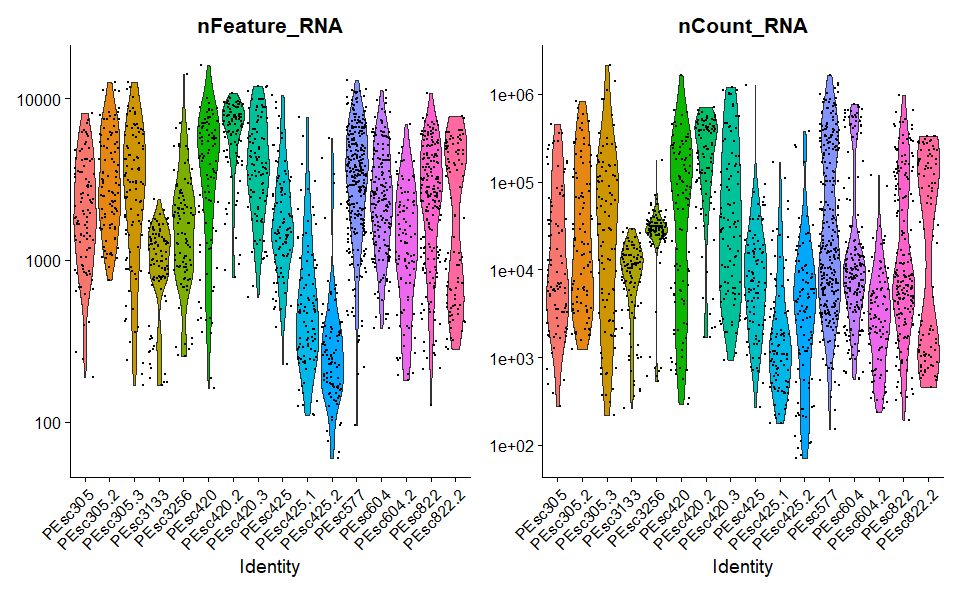 nFeature_RNA
10000
1000
100
PEsc305
PEsc305.2
PEsc305.3
PEsc3133
PEsc3256
PEsc420
PEsc420.2
PEsc420.3
PEsc425
PEsc425.1
PEsc425.2
PEsc577
PEsc604
PEsc604.2
PEsc822
PEsc822.2
Identity
nCount_RNA
1e+06
1e+05
1e+04
1e+03
1e+02
PEsc305
PEsc305.2
PEsc305.3
PEsc3133
PEsc3256
PEsc420
PEsc420.2
PEsc420.3
PEsc425
PEsc425.1
PEsc425.2
PEsc577
PEsc604
PEsc604.2
PEsc822
PEsc822.2
Identity